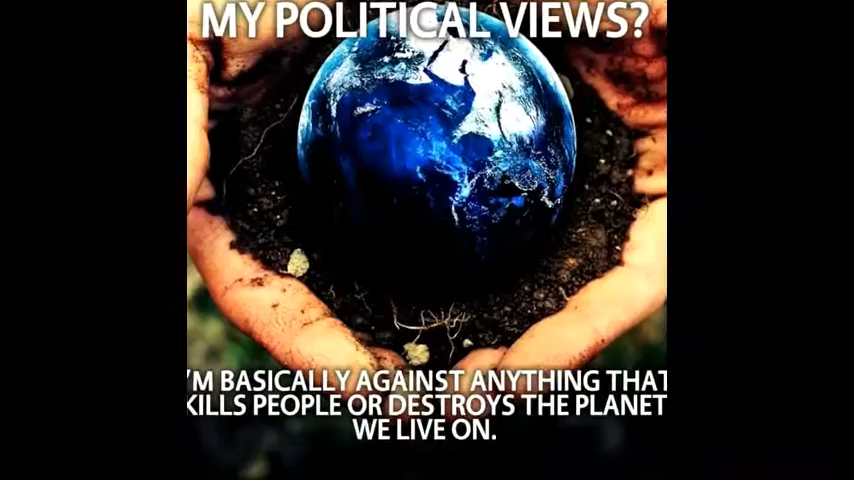 MY POLITICAL VIEWS?
'M BASICALLY AGAINST ANYTHING THAT
KILLS PEOPLE OR DESTROYS THE PLANET
WE LIVE ON.